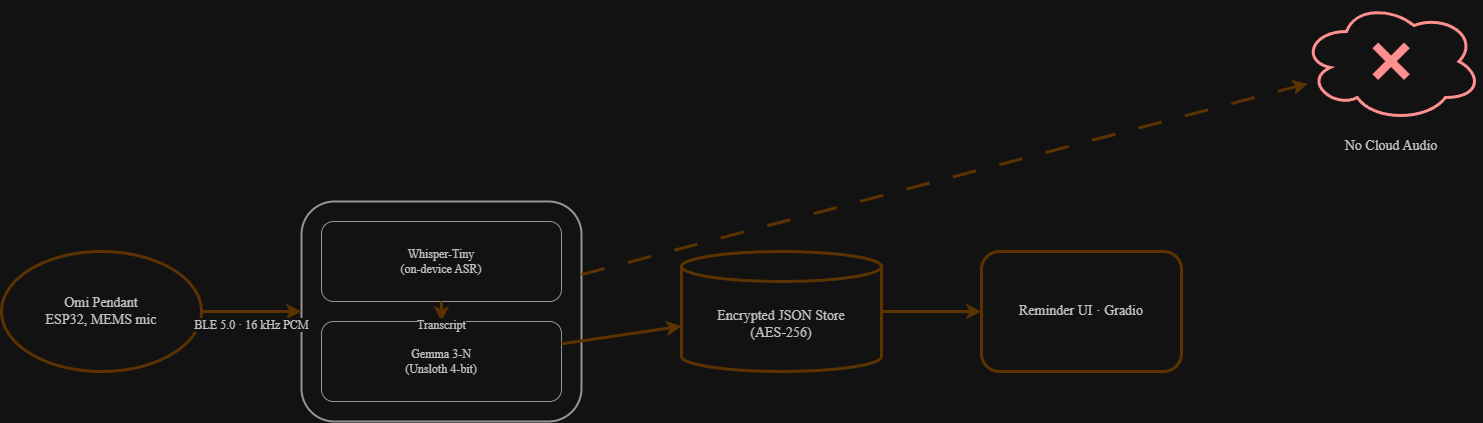 Omi Pendant
ESP32, MEMS mic
BLE 5.0 · 16 kHz PCM
Whisper-Tiny
(on-device ASR)
Transcript
Gemma 3-N
(Unsloth 4-bit)
Encrypted JSON Store
(AES-256)
Reminder UI · Gradio
No Cloud Audio